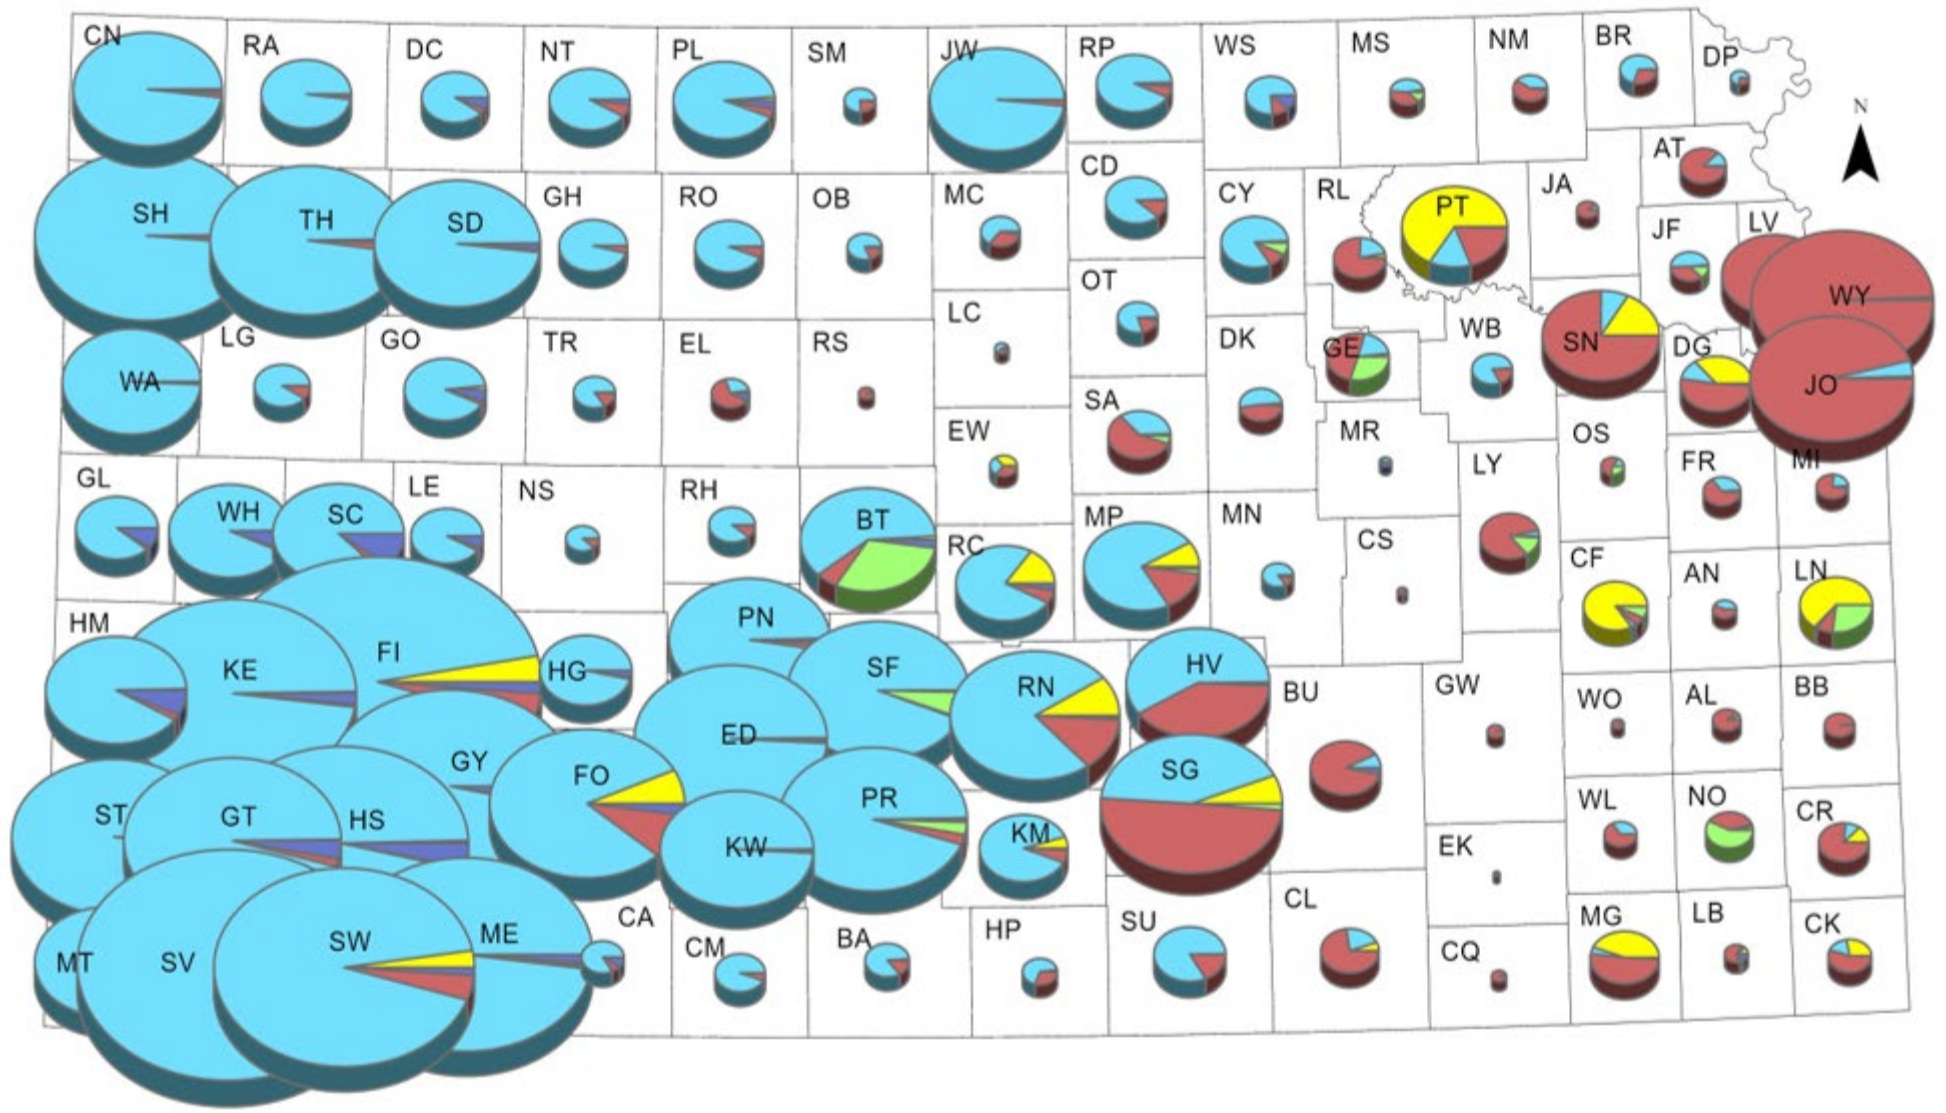 CN RA DC NT PL SM JW RP WS MS NM BR DP
N
SH TH SD GH RO OB MC CD CY RL PT JA AT
JF LV WY
WA LG GO TR EL RS LC OT DK GE WB SN DG JO
EW SA MR LY OS FR MI
GL WH SC LE NS RH BT RC MP MN CS CF AN LN
HM KE FI HG PN SF RN HV BU GW WO AL BB
ST GT HS GY FO ED PR KM SG EK WL NO CR
KW
MT SV SW ME CA CM BA HP SU CL CQ MG LB CK